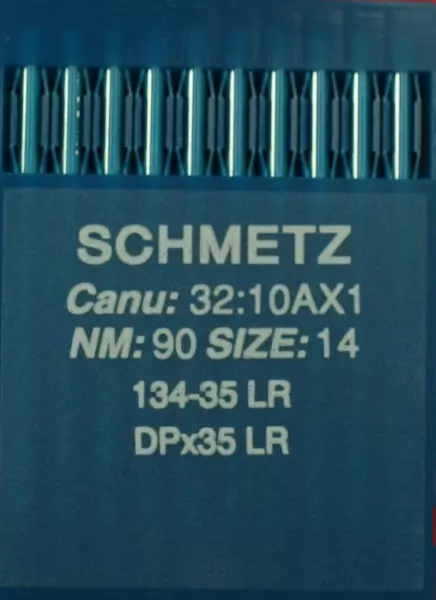 SCHMETZ
Canu: 32:10AX1
NM: 90 SIZE: 14
134-35 LR
DPx35 LR